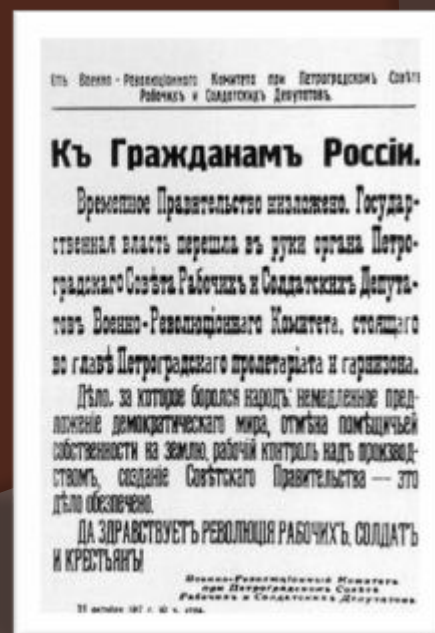 Отъ Военно-Революціоннаго Комитета при Петроградскомъ Совѣтѣ
Рабочихъ и Солдатскихъ Депутатовъ.
Къ Гражданамъ Россіи.
Временное Правительство низложено. Государ-
ственная власть перешла въ руки органа Петро-
градскаго Совѣта Рабочихъ и Солдатскихъ Депута-
товъ Военно-Революціоннаго Комитета, стоящаго
во главѣ Петроградскаго пролетаріата и гарнизона.
Дѣло, за которое боролся народъ: немедленное пред-
ложеніе демократическаго мира, отмѣна помѣщичьей
собственности на землю, рабочій контроль надъ производ-
ствомъ, созданіе Совѣтскаго Правительства — это
дѣло обезпечено.
ДА ЗДРАВСТВУЕТЪ РЕВОЛЮЦІЯ РАБОЧИХЪ, СОЛДАТЪ
И КРЕСТЬЯНЪ!
Военно-Революціонный Комитетъ
при Петроградскомъ Совѣтѣ
Рабочихъ и Солдатскихъ Депутатовъ.
25 октября 1917 г. 10 ч. утра.